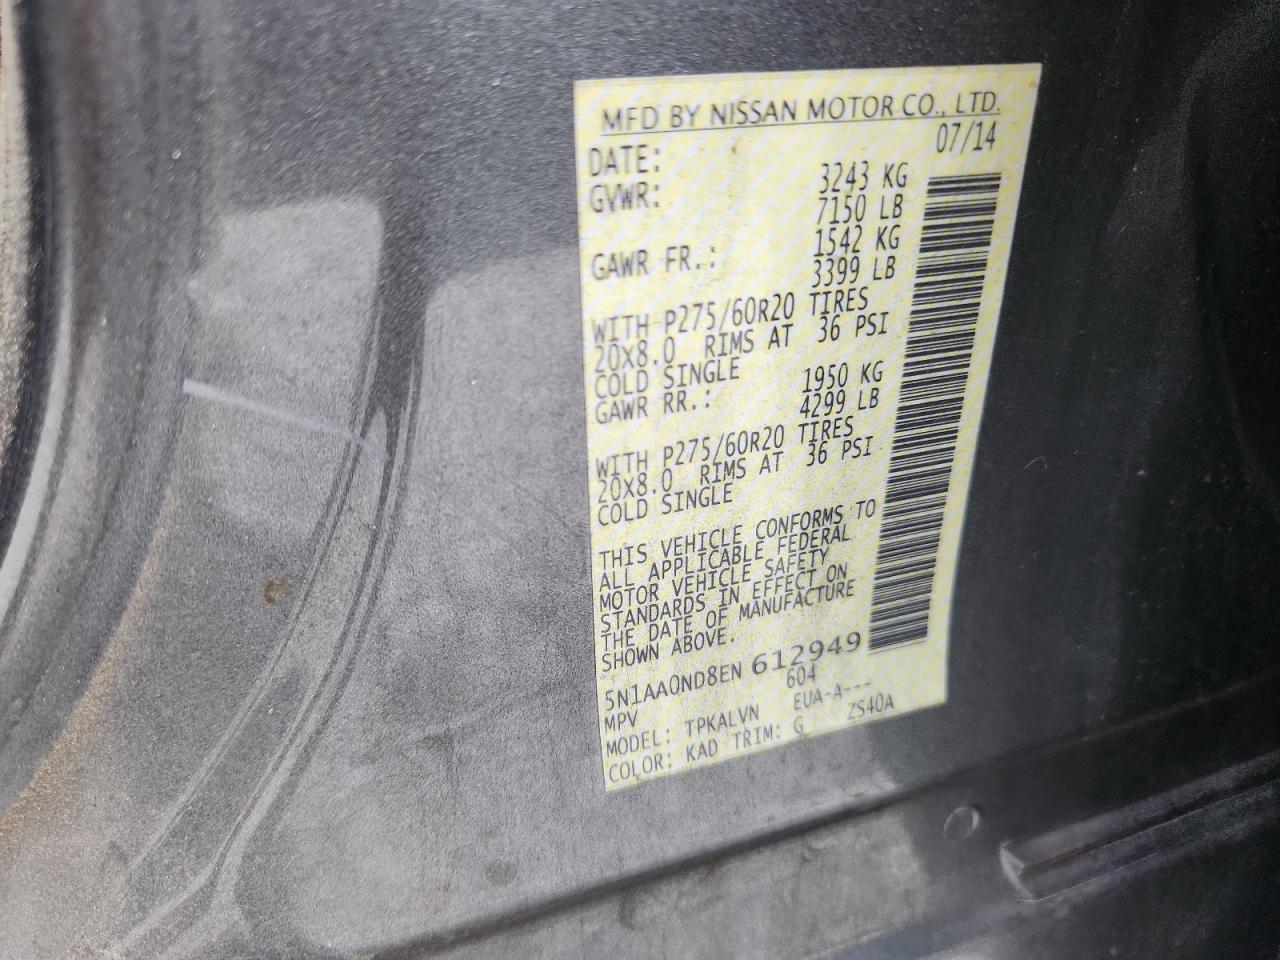 MFD BY NISSAN MOTOR CO., LTD.
DATE: 07/14
GVWR: 3243 KG
7150 LB
GAWR FR.: 1542 KG
3399 LB
WITH P275/60R20 TIRES
20X8.0 RIMS AT 36 PSI
COLD SINGLE
GAWR RR.: 1950 KG
4299 LB
WITH P275/60R20 TIRES
20X8.0 RIMS AT 36 PSI
COLD SINGLE
THIS VEHICLE CONFORMS TO
ALL APPLICABLE FEDERAL
MOTOR VEHICLE SAFETY
STANDARDS IN EFFECT ON
THE DATE OF MANUFACTURE
SHOWN ABOVE.
5N1AA0ND8EN 612949
MPV 604
MODEL: TPKALVN EUA-A---
COLOR: KAD TRIM: G ZS40A